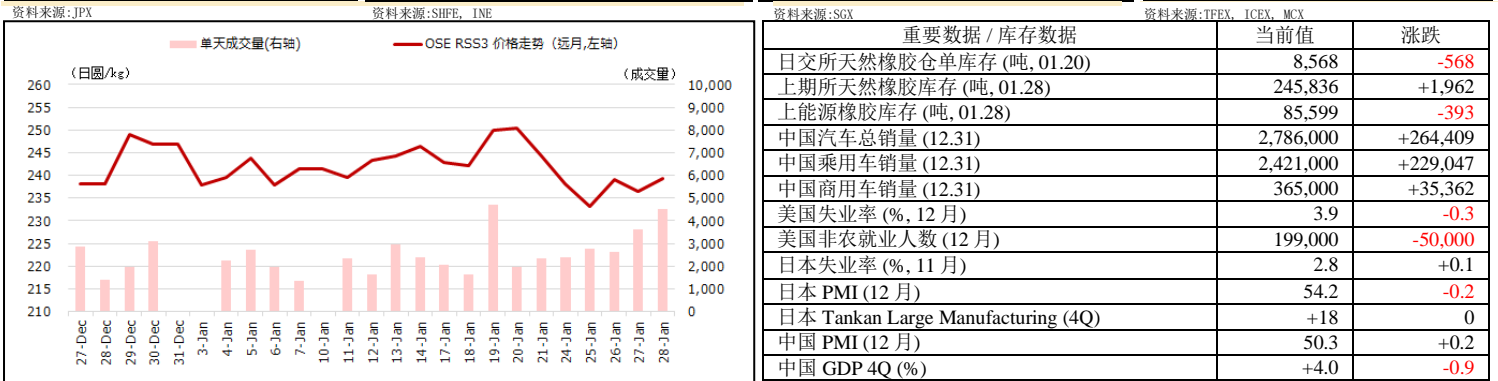 资料来源:JPX
资料来源:SHFE, INE
资料来源:SGX
资料来源:TFEX, ICEX, MCX
单天成交量(右轴)
OSE RSS3 价格走势（远月,左轴）
（日圆/kg）
（成交量）
260 10,000
255 9,000
250 8,000
245 7,000
240 6,000
235 5,000
230 4,000
225 3,000
220 2,000
215 1,000
210 0
27-Dec
28-Dec
29-Dec
30-Dec
31-Dec
3-Jan
4-Jan
5-Jan
6-Jan
7-Jan
10-Jan
11-Jan
12-Jan
13-Jan
14-Jan
17-Jan
18-Jan
19-Jan
20-Jan
21-Jan
24-Jan
25-Jan
26-Jan
27-Jan
28-Jan
重要数据 / 库存数据 当前值 涨跌
日交所天然橡胶仓单库存 (吨, 01.20) 8,568 -568
上期所天然橡胶库存 (吨, 01.28) 245,836 +1,962
上能源橡胶库存 (吨, 01.28) 85,599 -393
中国汽车总销量 (12.31) 2,786,000 +264,409
中国乘用车销量 (12.31) 2,421,000 +229,047
中国商用车销量 (12.31) 365,000 +35,362
美国失业率 (%, 12 月) 3.9 -0.3
美国非农就业人数 (12 月) 199,000 -50,000
日本失业率 (%, 11 月) 2.8 +0.1
日本 PMI (12 月) 54.2 -0.2
日本 Tankan Large Manufacturing (4Q) +18 0
中国 PMI (12 月) 50.3 +0.2
中国 GDP 4Q (%) +4.0 -0.9